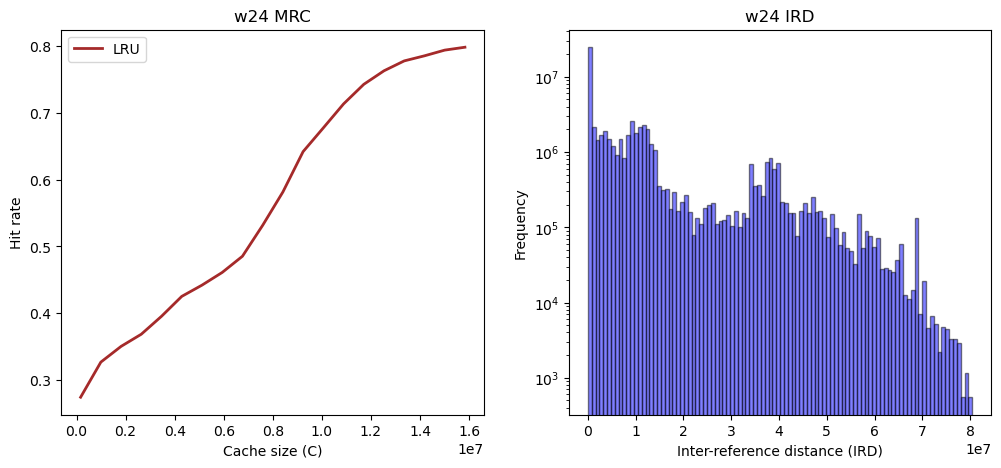 w24 MRC
LRU
0.8
0.7
0.6
0.5
0.4
0.3
Hit rate
0.0 0.2 0.4 0.6 0.8 1.0 1.2 1.4 1.6
1e7
Cache size (C)
w24 IRD
10^7
10^6
10^5
10^4
10^3
Frequency
0 1 2 3 4 5 6 7 8
1e7
Inter-reference distance (IRD)